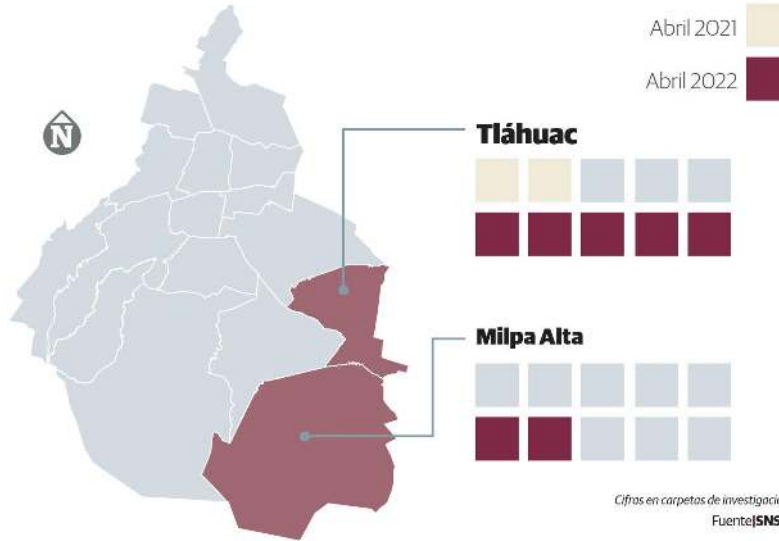 Abril 2021
Abril 2022
N
Tláhuac
Milpa Alta
Cifras en carpetas de
Fuente|